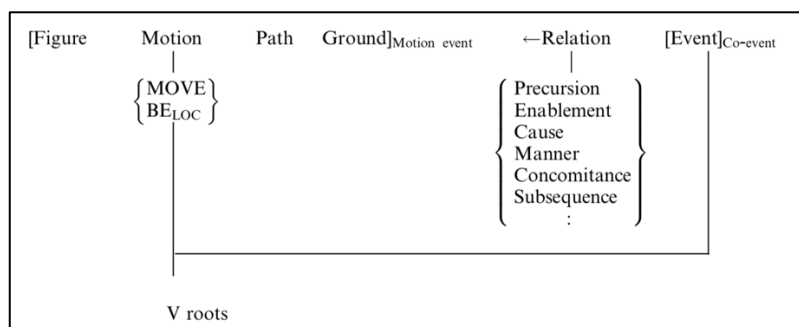 [Figure Motion Path Ground]Motion event ←Relation [Event]Co-event
MOVE
BELOC
Precursion
Enablement
Cause
Manner
Concomitance
Subsequence
⋮
V roots